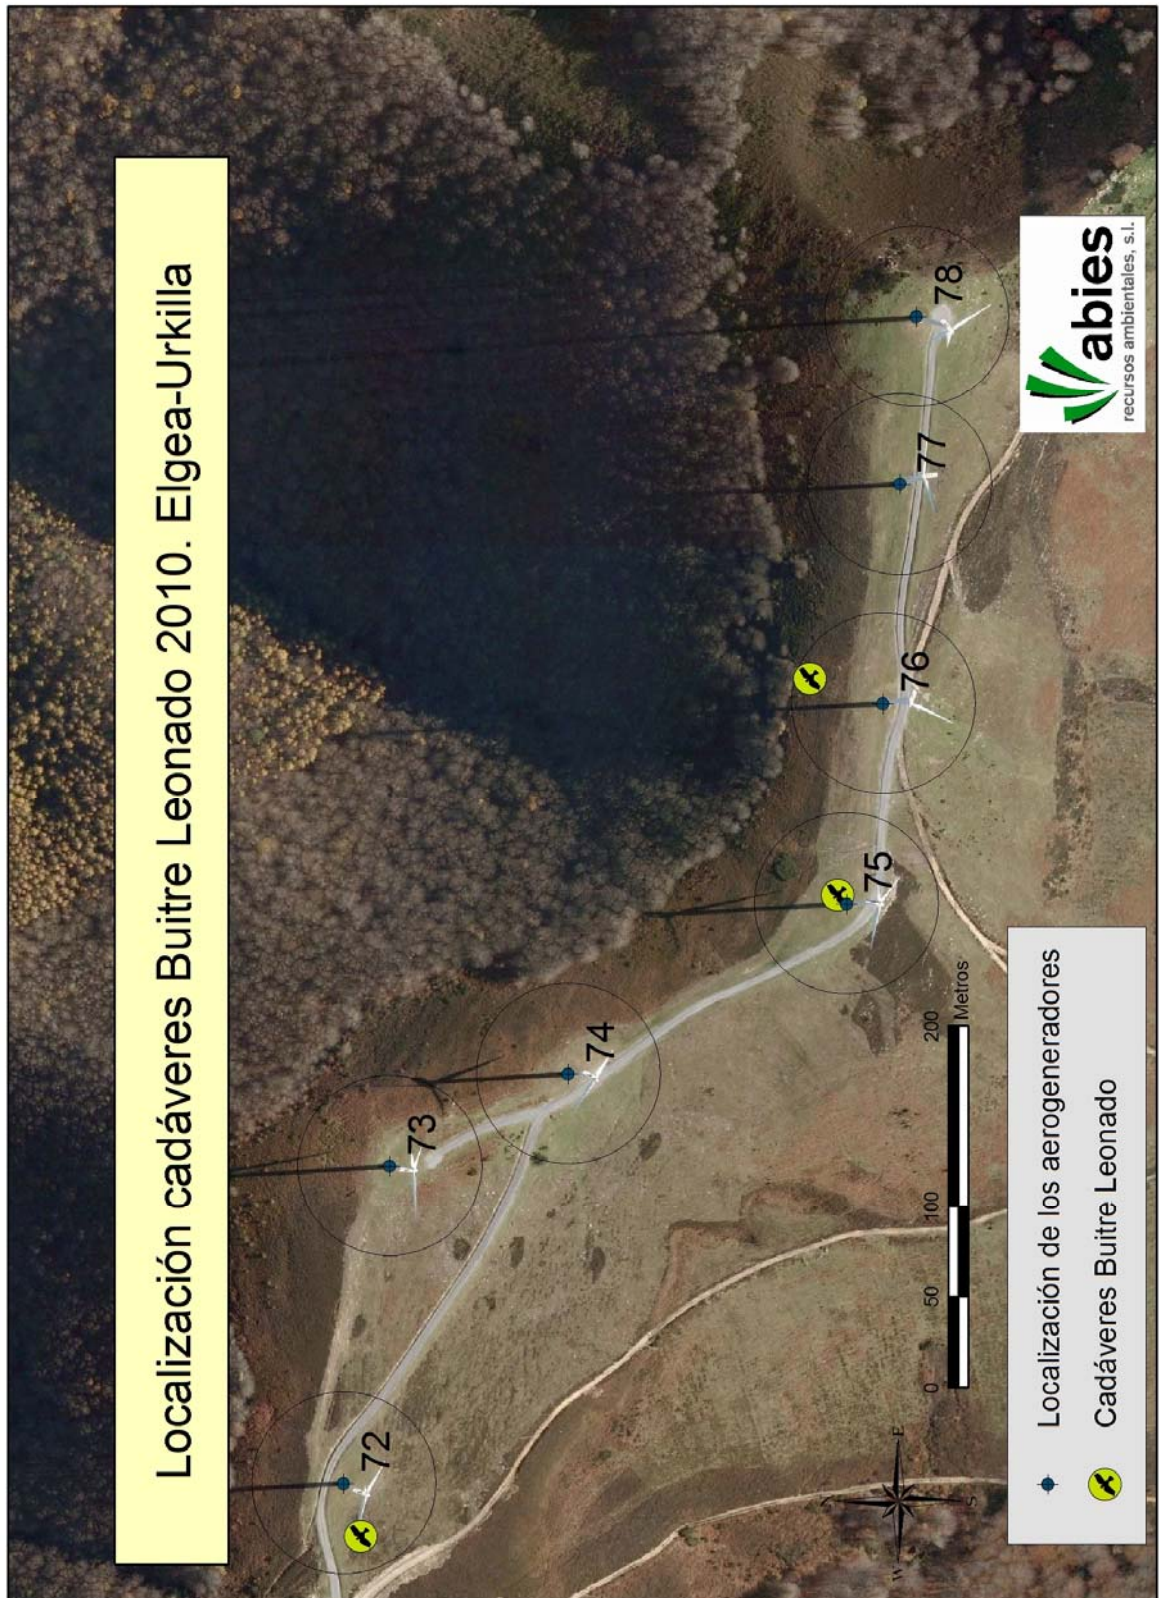 Localización cadáveres Buitre Leonado 2010. Elgea-Urkilla
72
73
74
75
76
77
78
0
50
100
200
Metros
N
W
E
S
Localización de los aerogeneradores
Cadáveres Buitre Leonado
abies
recursos ambientales, s.l.